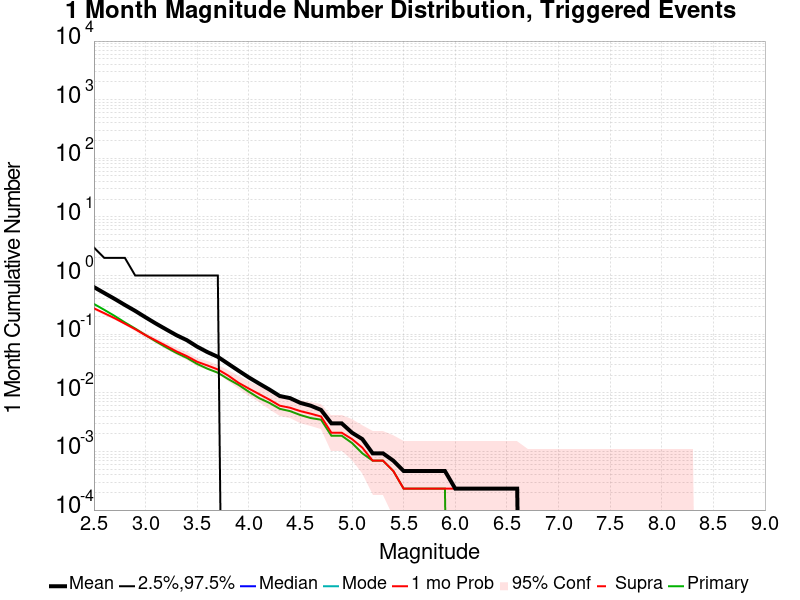 1 Month Magnitude Number Distribution, Triggered Events
1 Month Cumulative Number
10 4
10 3
10 2
10 1
10 0
10 -1
10 -2
10 -3
10 -4
2.5 3.0 3.5 4.0 4.5 5.0 5.5 6.0 6.5 7.0 7.5 8.0 8.5 9.0
Magnitude
Mean 2.5%,97.5% Median Mode 1 mo Prob 95% Conf Supra Primary